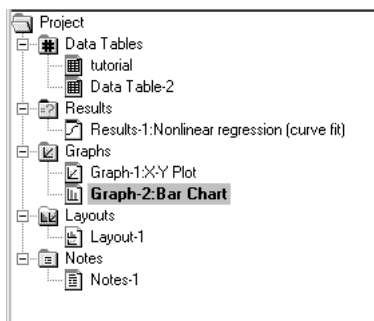 Project
Data Tables
tutorial
Data Table-2
Results
Results-1:Nonlinear regression (curve fit)
Graphs
Graph-1:X-Y Plot
Graph-2:Bar Chart
Layouts
Layout-1
Notes
Notes-1